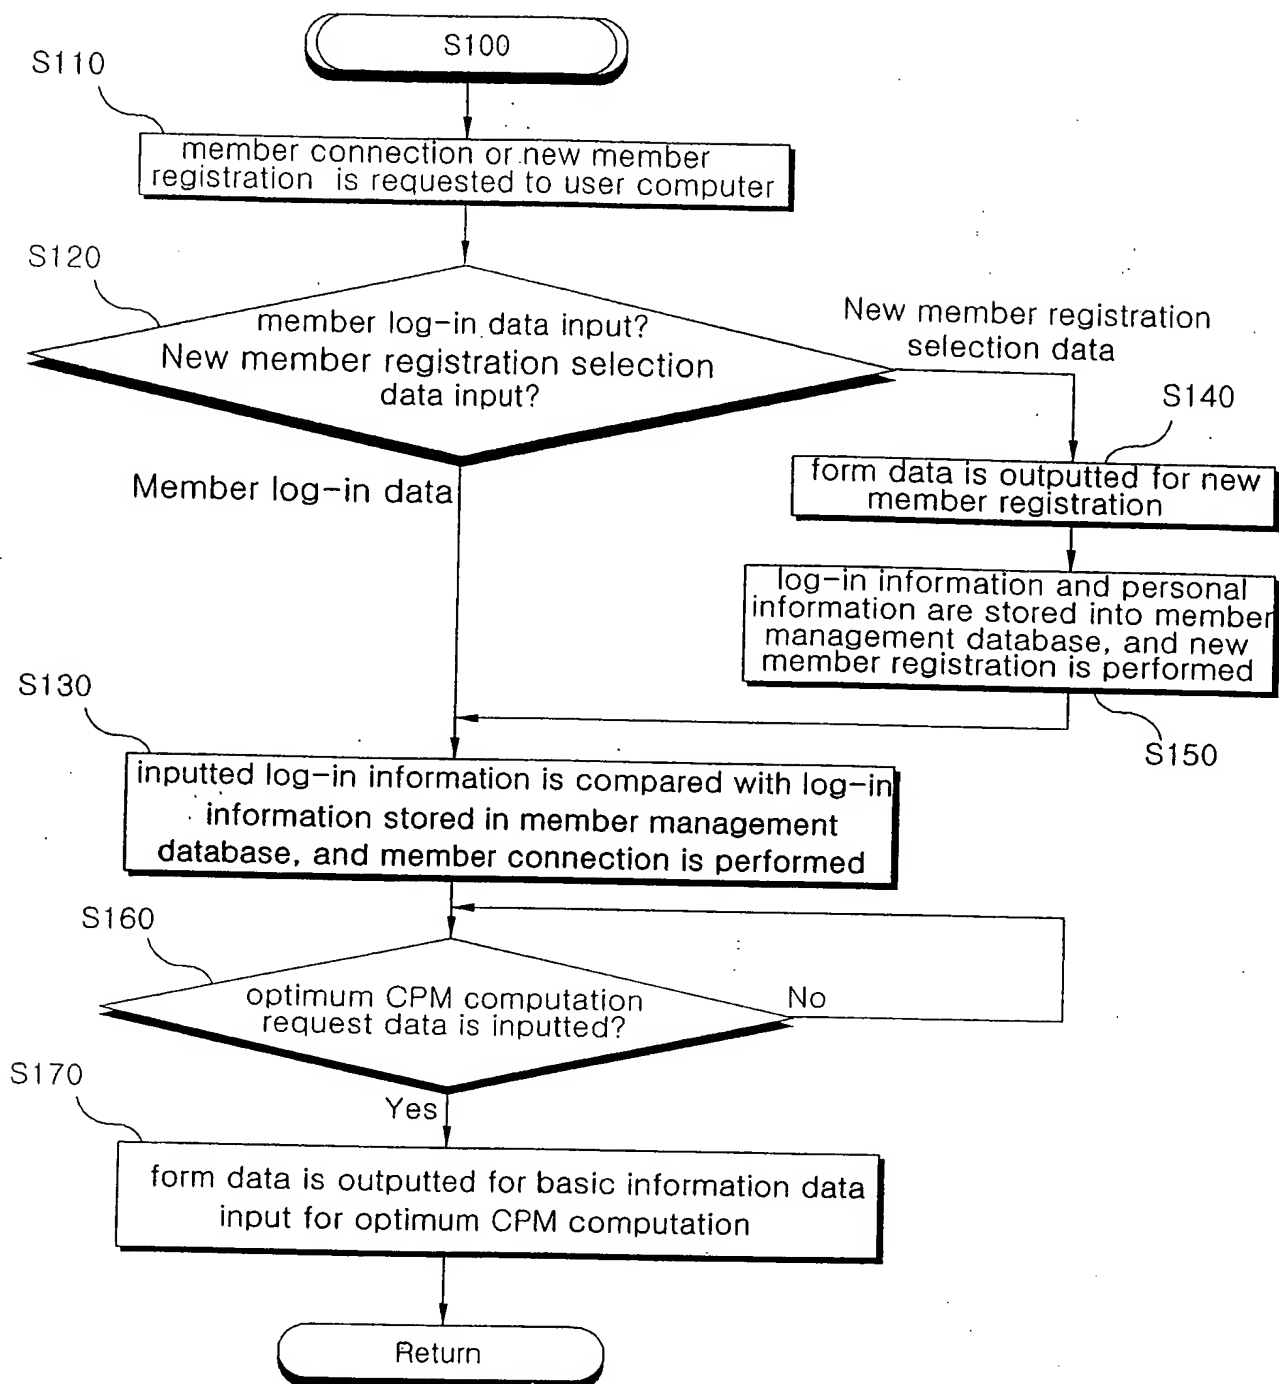 S100
S110
member connection or new member
registration is requested to user computer
S120
member log-in data input?
New member registration selection
data input?
New member registration
selection data
S140
form data is outputted for new
member registration
Member log-in data
log-in information and personal
information are stored into member
management database, and new
member registration is performed
S150
S130
inputted log-in information is compared with log-in
information stored in member management
database, and member connection is performed
S160
optimum CPM computation
request data is inputted?
No
S170
Yes
form data is outputted for basic information data
input for optimum CPM computation
Return